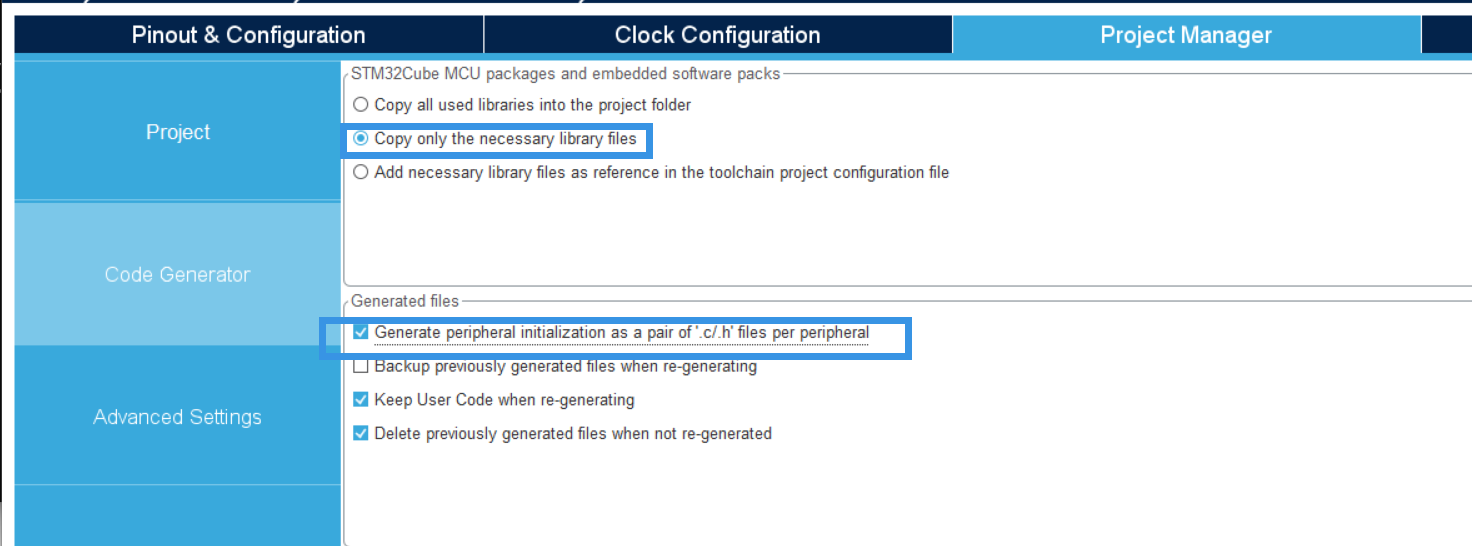 Pinout & Configuration
Clock Configuration
Project Manager
Project
Code Generator
Advanced Settings
STM32Cube MCU packages and embedded software packs
Copy all used libraries into the project folder
Copy only the necessary library files
Add necessary library files as reference in the toolchain project configuration file
Generated files
Generate peripheral initialization as a pair of '.c/.h' files per peripheral
Backup previously generated files when re-generating
Keep User Code when re-generating
Delete previously generated files when not re-generated